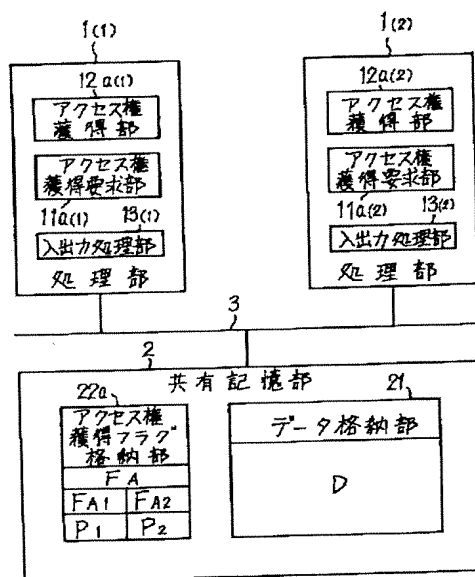 1(1)
1(2)
12a(1)
12a(2)
アクセス権
獲得部
アクセス権
獲得部
アクセス権
獲得要求部
アクセス権
獲得要求部
11a(1)
13(1)
11a(2)
13(2)
入出力処理部
入出力処理部
処理部
処理部
3
2
共有記憶部
22a
21
アクセス権
獲得フラグ
格納部
データ格納部
FA
D
FA1
FA2
P1
P2